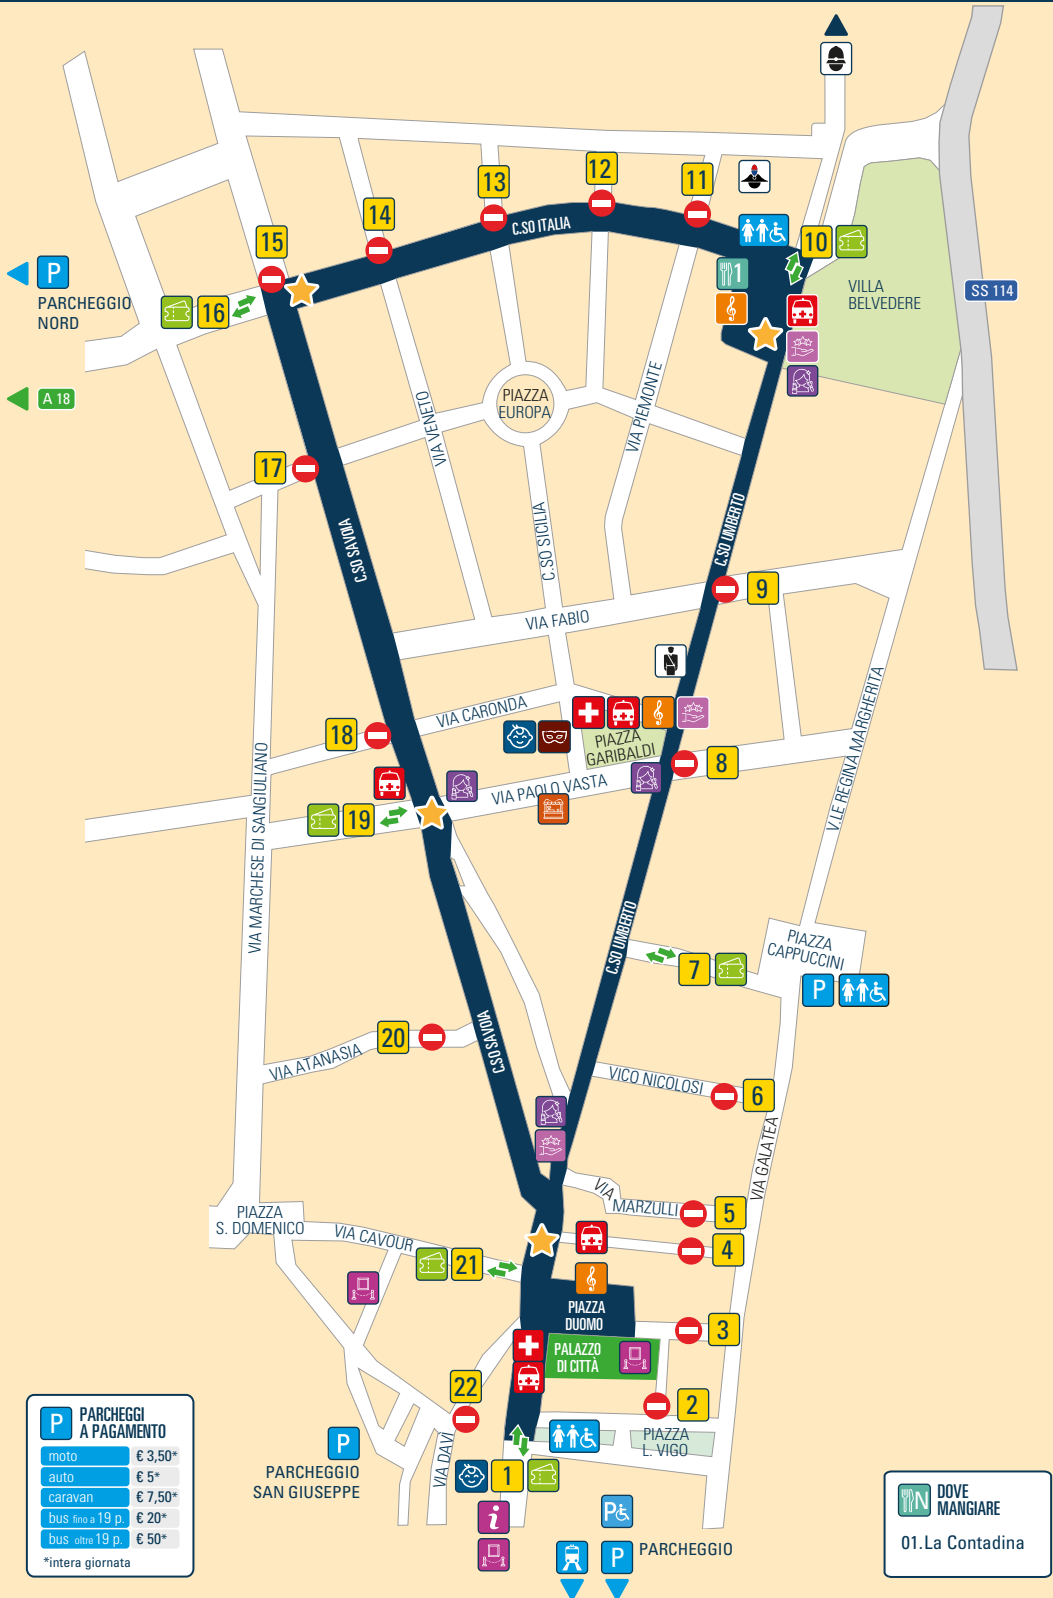 12
13
11
14
C.SO ITALIA
15
10
P
PARCHEGGIO
NORD
16
1
VILLA
BELVEDERE
SS 114
A 18
PIAZZA
EUROPA
VIA VENETO
VIA PIEMONTE
17
C.SO SAVOIA
C.SO SICILIA
C.SO UMBERTO
9
VIA FABIO
VIA CARONDA
18
PIAZZA
GARIBALDI
8
V.LE REGINA MARGHERITA
VIA PAOLO VASTA
19
VIA MARCHESE DI SANGIULIANO
C.SO UMBERTO
PIAZZA
CAPPUCCINI
7
P
C.SO SAVOIA
20
VIA ATANASIA
VICO NICOLOSI
6
VIA GALATEA
VIA
MARZULLI
5
PIAZZA
S. DOMENICO
VIA CAVOUR
4
21
PIAZZA
DUOMO
3
PALAZZO
DI CITTÀ
22
2
PIAZZA
L. VIGO
VIA DAVÌ
P
PARCHEGGIO
SAN GIUSEPPE
1
i
P
P
PARCHEGGIO
P
PARCHEGGI
A PAGAMENTO
moto € 3,50*
auto € 5*
caravan € 7,50*
bus fino a 19 p. € 20*
bus oltre 19 p. € 50*
*intera giornata
N
DOVE
MANGIARE
01.La Contadina